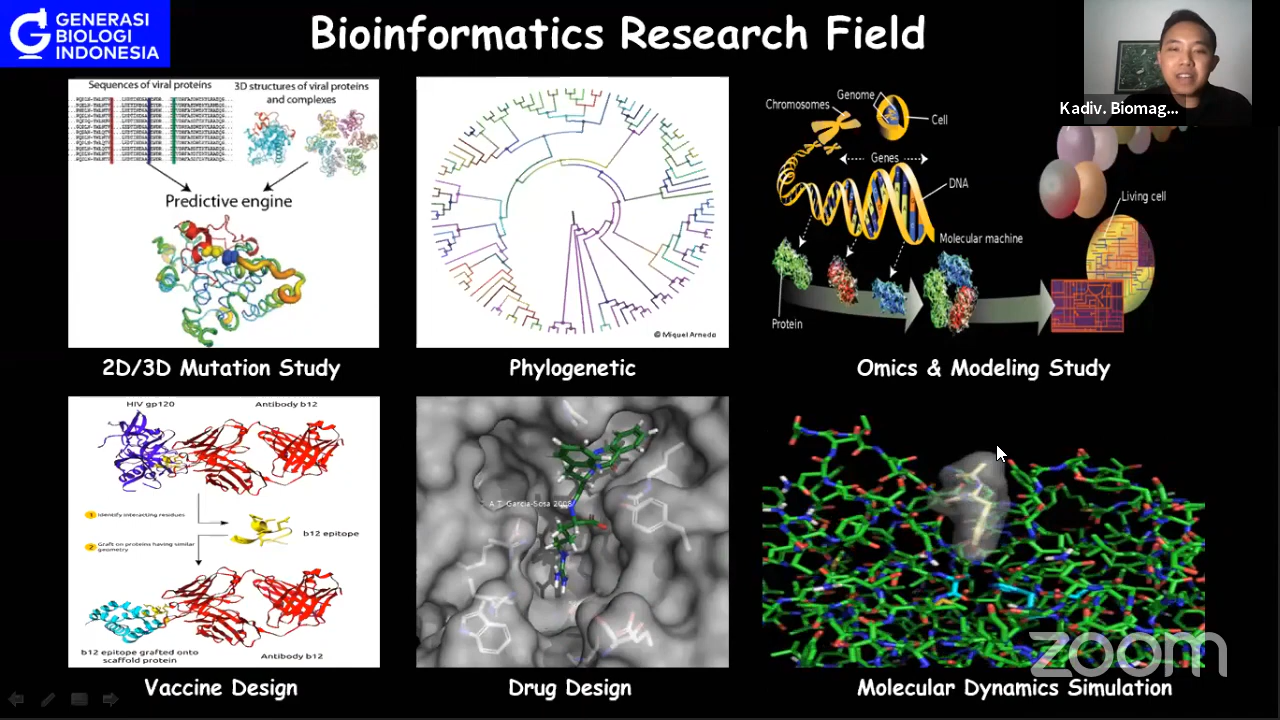 GENERASI
BIOLOGI
INDONESIA
Bioinformatics Research Field
Kadiv. Biomag...
Sequences of viral proteins
3D structures of viral proteins
and complexes
Predictive engine
2D/3D Mutation Study
© Miquel Arnedo
Phylogenetic
Chromosomes
Genome
Cell
Genes
DNA
Living cell
Molecular machine
Protein
Omics & Modeling Study
HIV gp120
Antibody b12
1 Identify interacting residues
b12 epitope
2 Graft on proteins having similar
geometry
b12 epitope grafted onto
scaffold protein
Antibody b12
Vaccine Design
A.T. Garcia-Sosa 2008
Drug Design
zoom
Molecular Dynamics Simulation